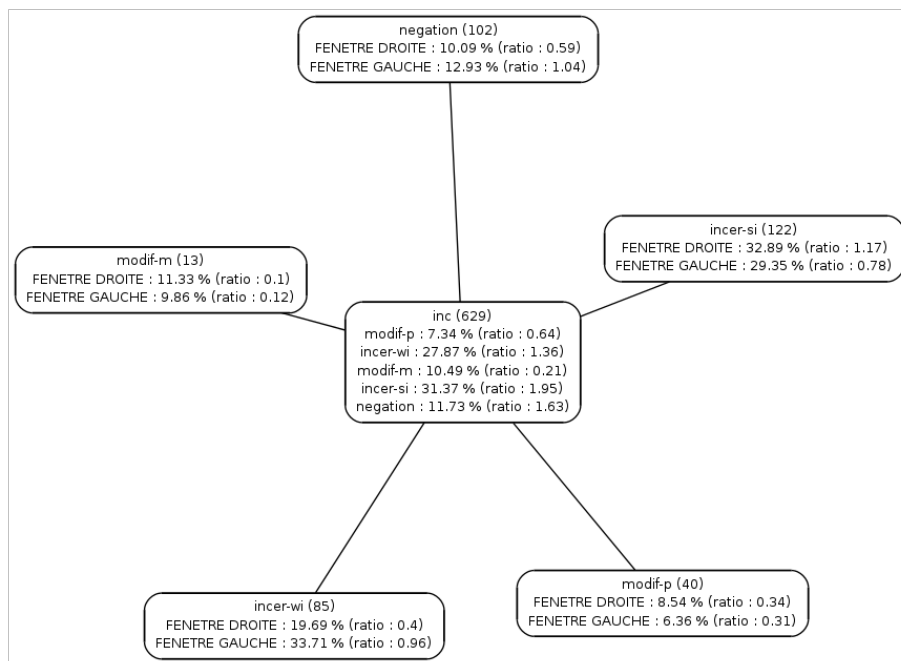 negation (102)
FENETRE DROITE : 10.09 % (ratio : 0.59)
FENETRE GAUCHE : 12.93 % (ratio : 1.04)
incer-si (122)
FENETRE DROITE : 32.89 % (ratio : 1.17)
FENETRE GAUCHE : 29.35 % (ratio : 0.78)
modif-m (13)
FENETRE DROITE : 11.33 % (ratio : 0.1)
FENETRE GAUCHE : 9.86 % (ratio : 0.12)
inc (629)
modif-p : 7.34 % (ratio : 0.64)
incer-wi : 27.87 % (ratio : 1.36)
modif-m : 10.49 % (ratio : 0.21)
incer-si : 31.37 % (ratio : 1.95)
negation : 11.73 % (ratio : 1.63)
modif-p (40)
FENETRE DROITE : 8.54 % (ratio : 0.34)
FENETRE GAUCHE : 6.36 % (ratio : 0.31)
incer-wi (85)
FENETRE DROITE : 19.69 % (ratio : 0.4)
FENETRE GAUCHE : 33.71 % (ratio : 0.96)